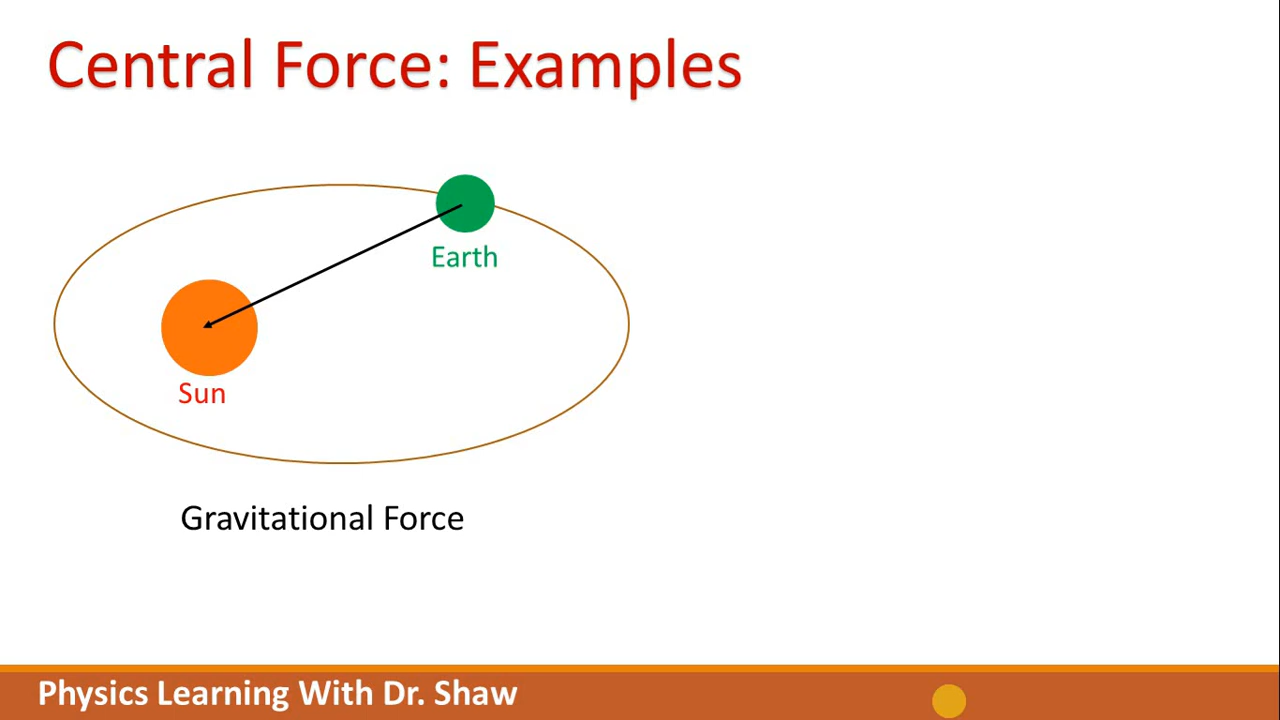 Central Force: Examples
Earth
Sun
Gravitational Force
Physics Learning With Dr. Shaw